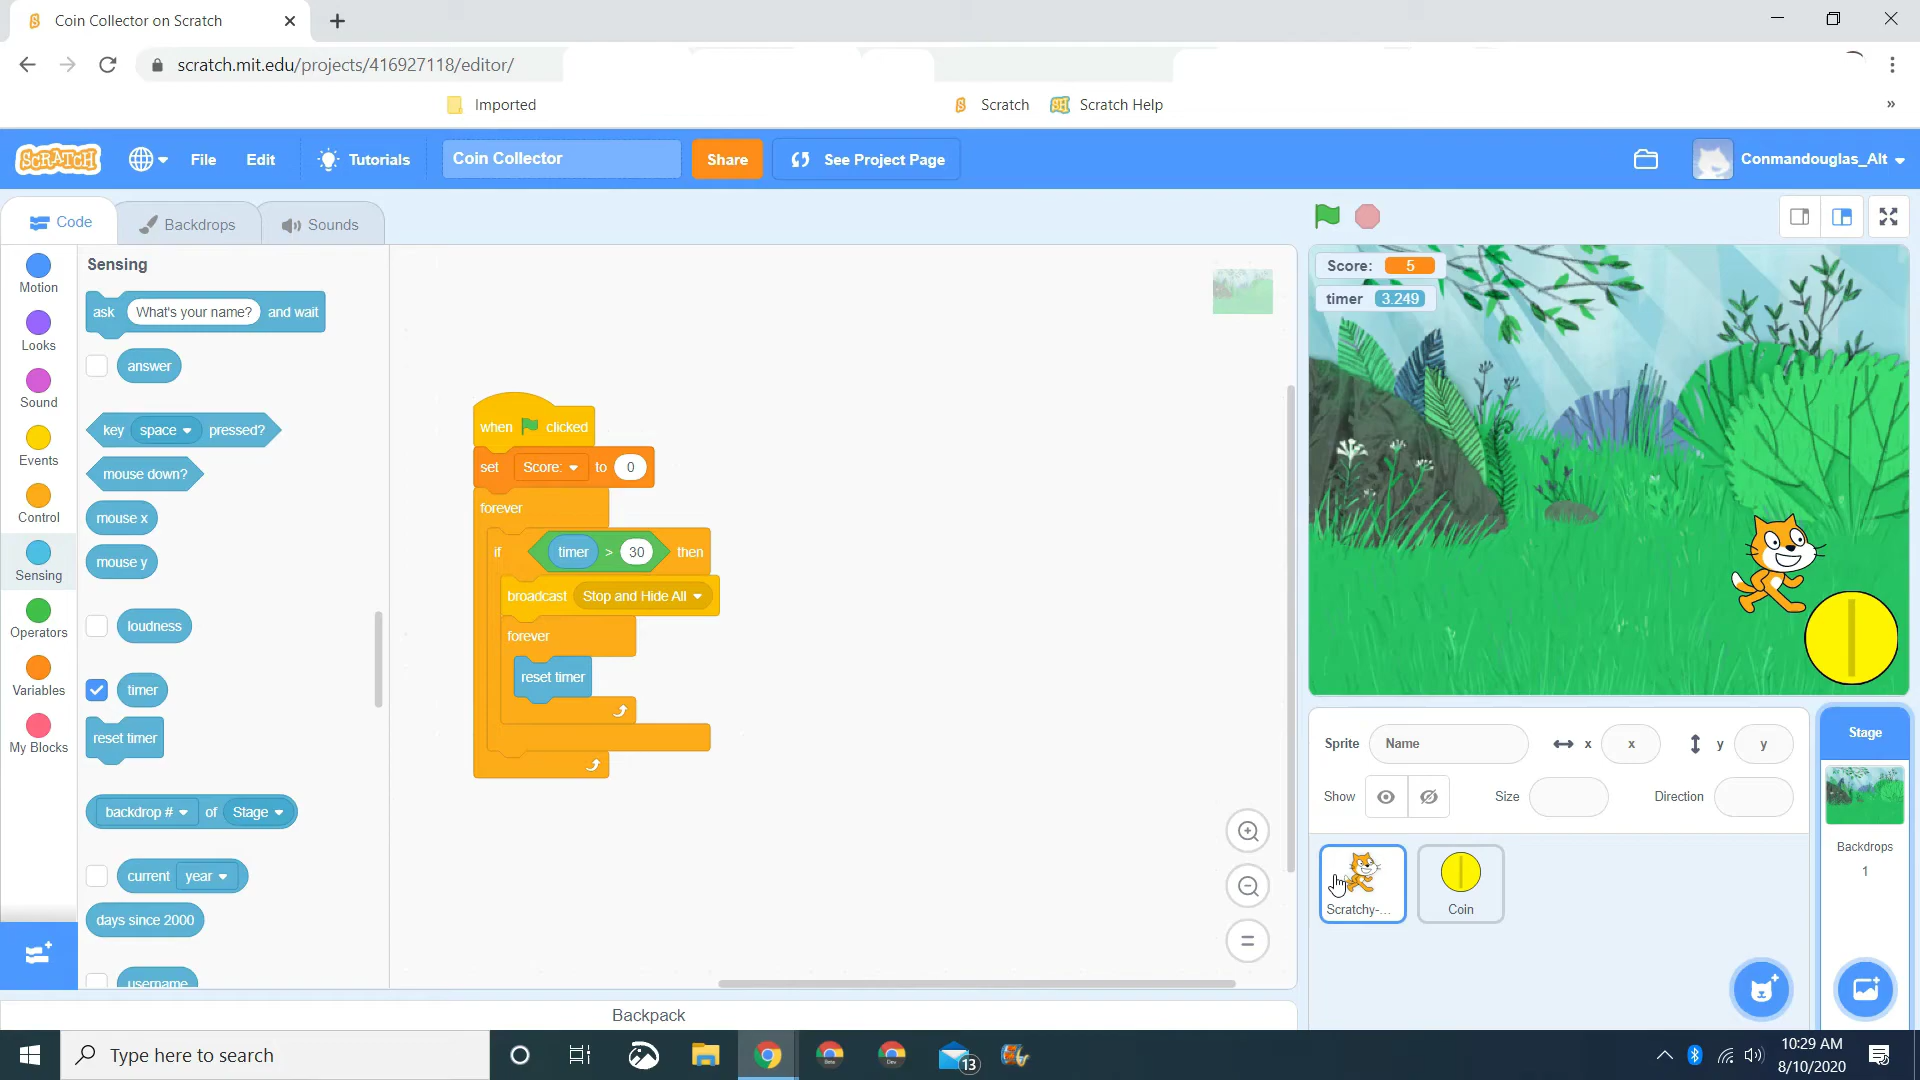 Coin Collector on Scratch
scratch.mit.edu/projects/416927118/editor/
Imported
Scratch
Scratch Help
»
SCRATCH
File
Edit
Tutorials
Coin Collector
Share
See Project Page
Conmandouglas_Alt
Code
Backdrops
Sounds
Motion
Looks
Sound
Events
Control
Sensing
Operators
Variables
My Blocks
Sensing
ask What's your name? and wait
answer
key space pressed?
mouse down?
mouse x
mouse y
loudness
timer
reset timer
backdrop # of Stage
current year
days since 2000
username
when clicked
set Score: to 0
forever
if timer > 30 then
broadcast Stop and Hide All
forever
reset timer
Score: 5
timer 3.249
Sprite Name x x y y
Show Size Direction
Scratchy-...
Coin
Stage
Backdrops
1
Backpack
Type here to search
Beta
Dev
13
10:29 AM
8/10/2020